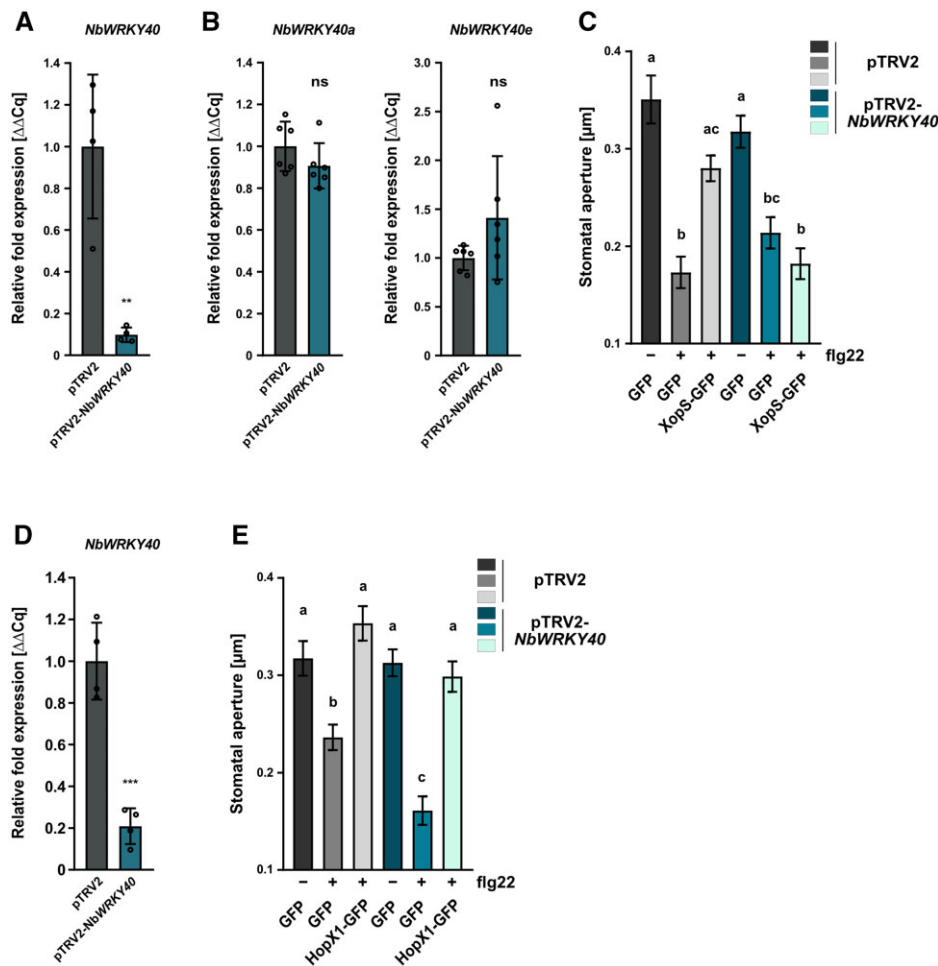 A
NbWRKY40
Relative fold expression [ΔΔCq]
1.4
1.2
1.0
0.8
0.6
0.4
0.2
0
**
pTRV2
pTRV2-NbWRKY40
B
NbWRKY40a
Relative fold expression [ΔΔCq]
1.4
1.2
1.0
0.8
0.6
0.4
0.2
0
ns
pTRV2
pTRV2-NbWRKY40
NbWRKY40e
Relative fold expression [ΔΔCq]
3.0
2.5
2.0
1.5
1.0
0.5
0
ns
pTRV2
pTRV2-NbWRKY40
C
Stomatal aperture [µm]
0.4
0.3
0.2
0.1
a
b
ac
a
bc
b
– + + – + + flg22
GFP
GFP
XopS-GFP
GFP
GFP
XopS-GFP
pTRV2
pTRV2-
NbWRKY40
D
NbWRKY40
Relative fold expression [ΔΔCq]
1.4
1.2
1.0
0.8
0.6
0.4
0.2
0
***
pTRV2
pTRV2-NbWRKY40
E
Stomatal aperture [µm]
0.4
0.3
0.2
0.1
a
b
a
a
c
a
– + + – + + flg22
GFP
GFP
HopX1-GFP
GFP
GFP
HopX1-GFP
pTRV2
pTRV2-
NbWRKY40